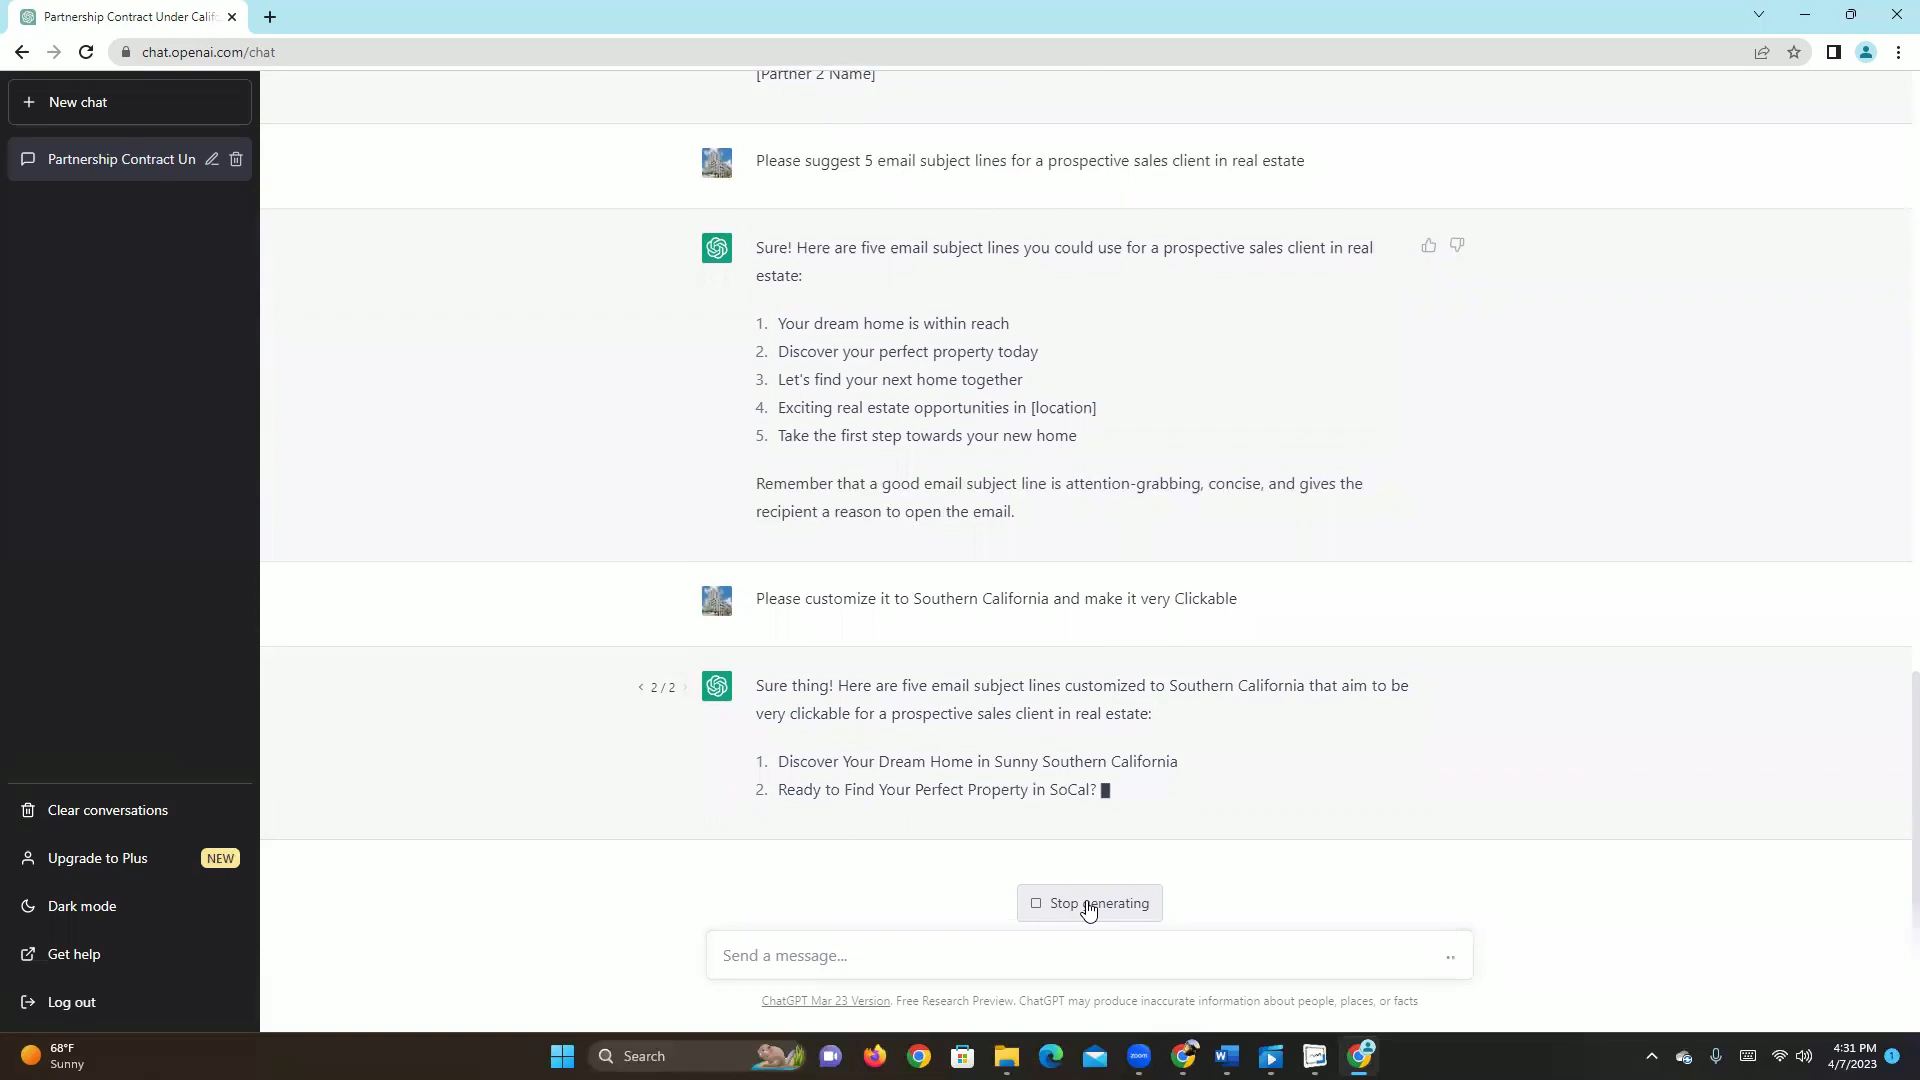 Partnership Contract Under Califo
chat.openai.com/chat
New chat
Partnership Contract Un
[Partner 2 Name]
Please suggest 5 email subject lines for a prospective sales client in real estate
Sure! Here are five email subject lines you could use for a prospective sales client in real
estate:
1. Your dream home is within reach
2. Discover your perfect property today
3. Let's find your next home together
4. Exciting real estate opportunities in [location]
5. Take the first step towards your new home
Remember that a good email subject line is attention-grabbing, concise, and gives the
recipient a reason to open the email.
Please customize it to Southern California and make it very Clickable
< 2 / 2 >
Sure thing! Here are five email subject lines customized to Southern California that aim to be
very clickable for a prospective sales client in real estate:
1. Discover Your Dream Home in Sunny Southern California
2. Ready to Find Your Perfect Property in SoCal?
Clear conversations
Upgrade to Plus NEW
Dark mode
Get help
Log out
Stop generating
Send a message...
ChatGPT Mar 23 Version. Free Research Preview. ChatGPT may produce inaccurate information about people, places, or facts
68°F
Sunny
Search
zoom
4:31 PM
4/7/2023
1